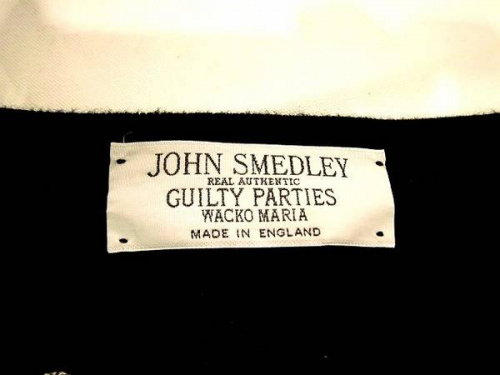 JOHN SMEDLEY
REAL AUTHENTIC
GUILTY PARTIES
WACKO MARIA
MADE IN ENGLAND